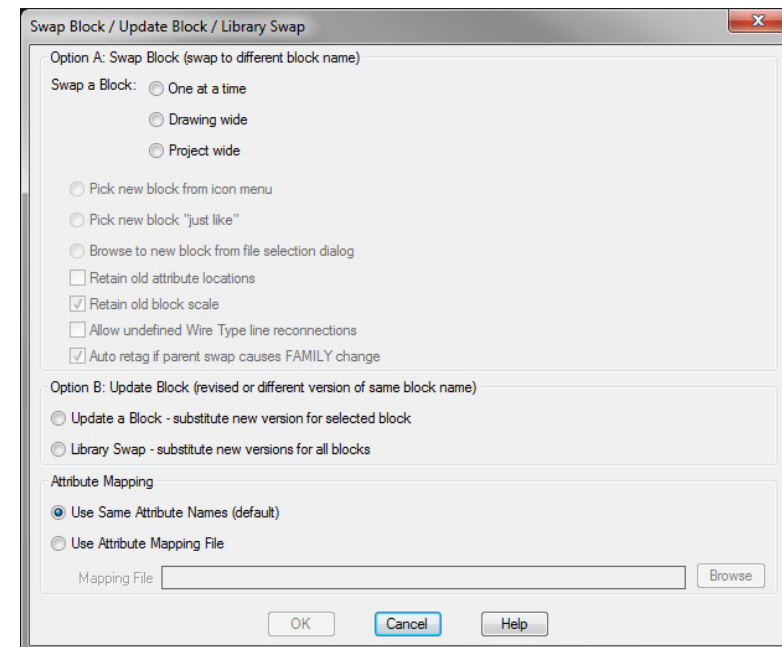 Swap Block / Update Block / Library Swap
Option A: Swap Block (swap to different block name)
Swap a Block: One at a time
Drawing wide
Project wide
Pick new block from icon menu
Pick new block "just like"
Browse to new block from file selection dialog
Retain old attribute locations
Retain old block scale
Allow undefined Wire Type line reconnections
Auto retag if parent swap causes FAMILY change
Option B: Update Block (revised or different version of same block name)
Update a Block - substitute new version for selected block
Library Swap - substitute new versions for all blocks
Attribute Mapping
Use Same Attribute Names (default)
Use Attribute Mapping File
Mapping File Browse
OK Cancel Help